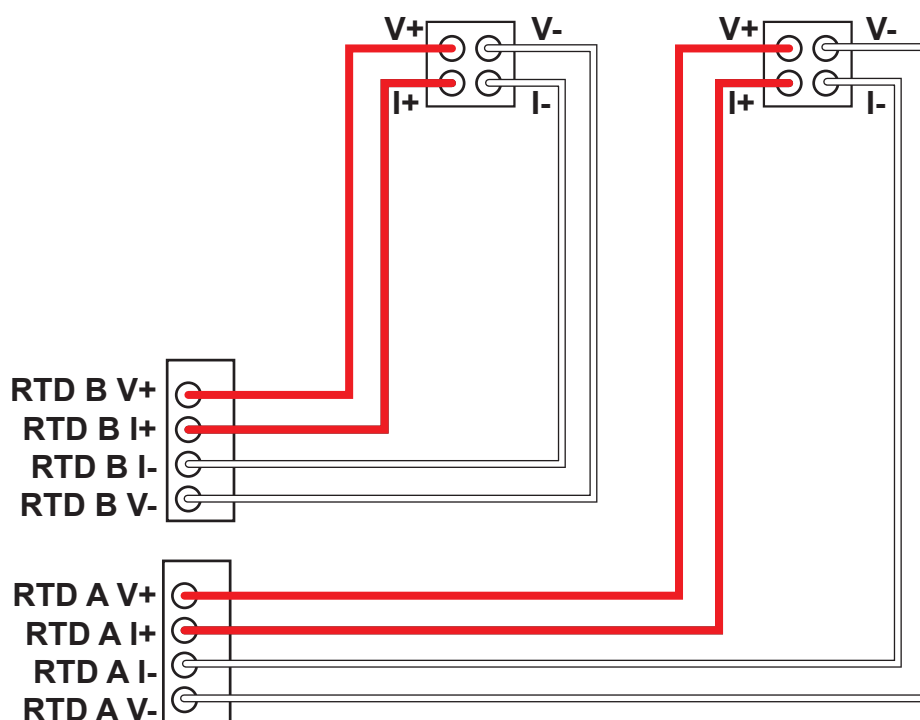 V+ V- V+ V-
I+ I- I+ I-
RTD B V+
RTD B I+
RTD B I-
RTD B V-
RTD A V+
RTD A I+
RTD A I-
RTD A V-